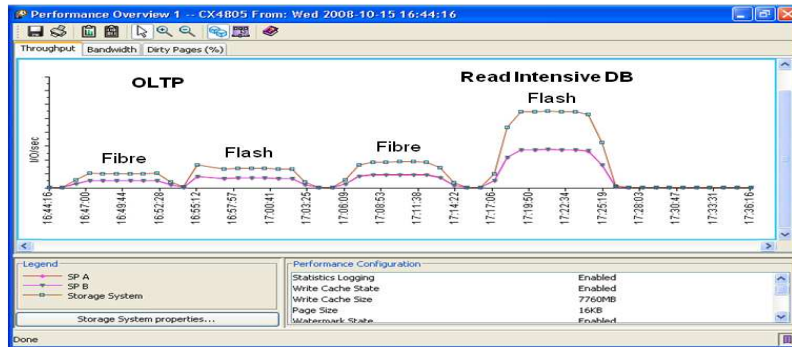 Performance Overview 1 -- CX4805 From: Wed 2008-10-15 16:44:16
Throughput Bandwidth Dirty Pages (%)
OLTP
Read Intensive DB
Flash
Fibre
Flash
Fibre
I/O/sec
16:44:16
16:47:00
16:49:44
16:52:28
16:55:12
16:57:57
17:00:41
17:03:25
17:06:09
17:08:53
17:11:38
17:14:22
17:17:06
17:19:50
17:22:34
17:25:19
17:28:03
17:30:47
17:33:31
17:36:16
Legend
SP A
SP B
Storage System
Storage System properties...
Performance Configuration
Statistics Logging Enabled
Write Cache State Enabled
Write Cache Size 7760MB
Page Size 16KB
Watermark State Enabled
Done